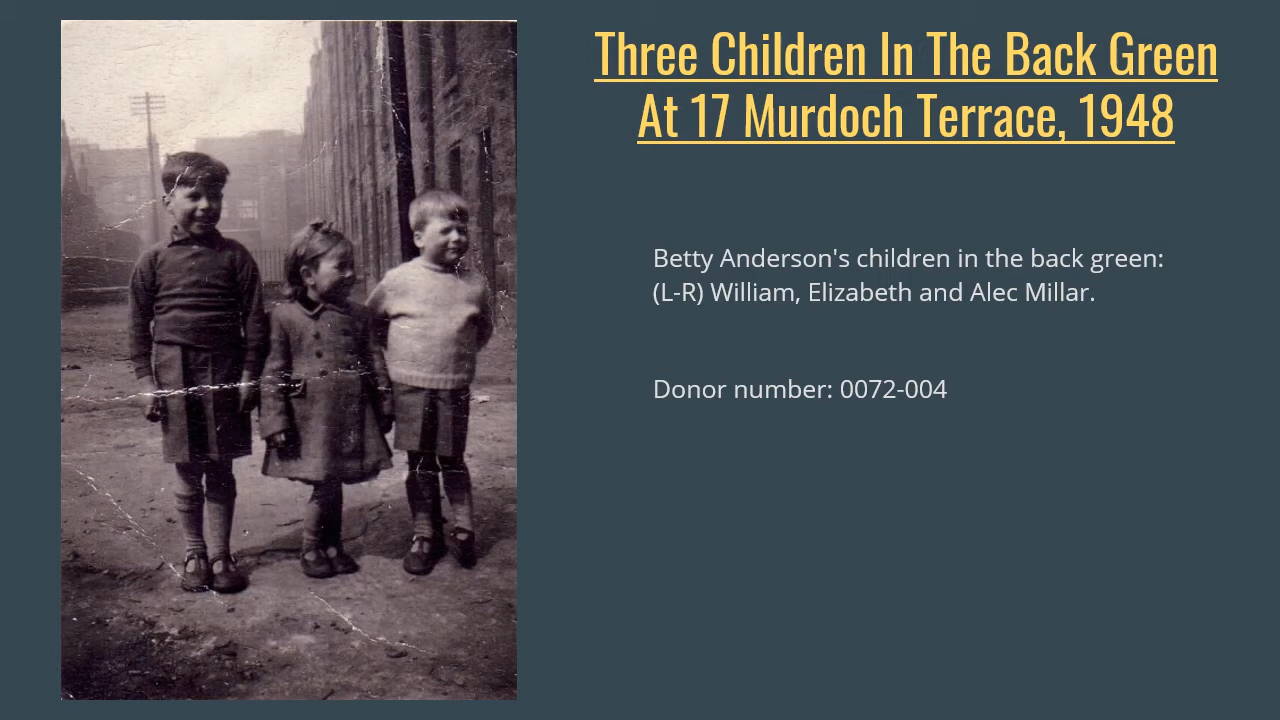 Three Children In The Back Green
At 17 Murdoch Terrace, 1948
Betty Anderson's children in the back green:
(L-R) William, Elizabeth and Alec Millar.
Donor number: 0072-004